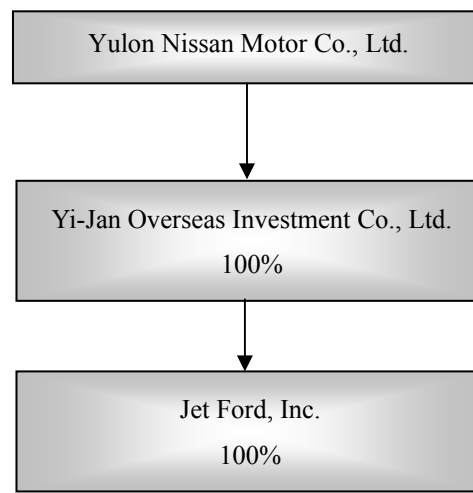 Yulon Nissan Motor Co., Ltd.
Yi-Jan Overseas Investment Co., Ltd.
100%
Jet Ford, Inc.
100%